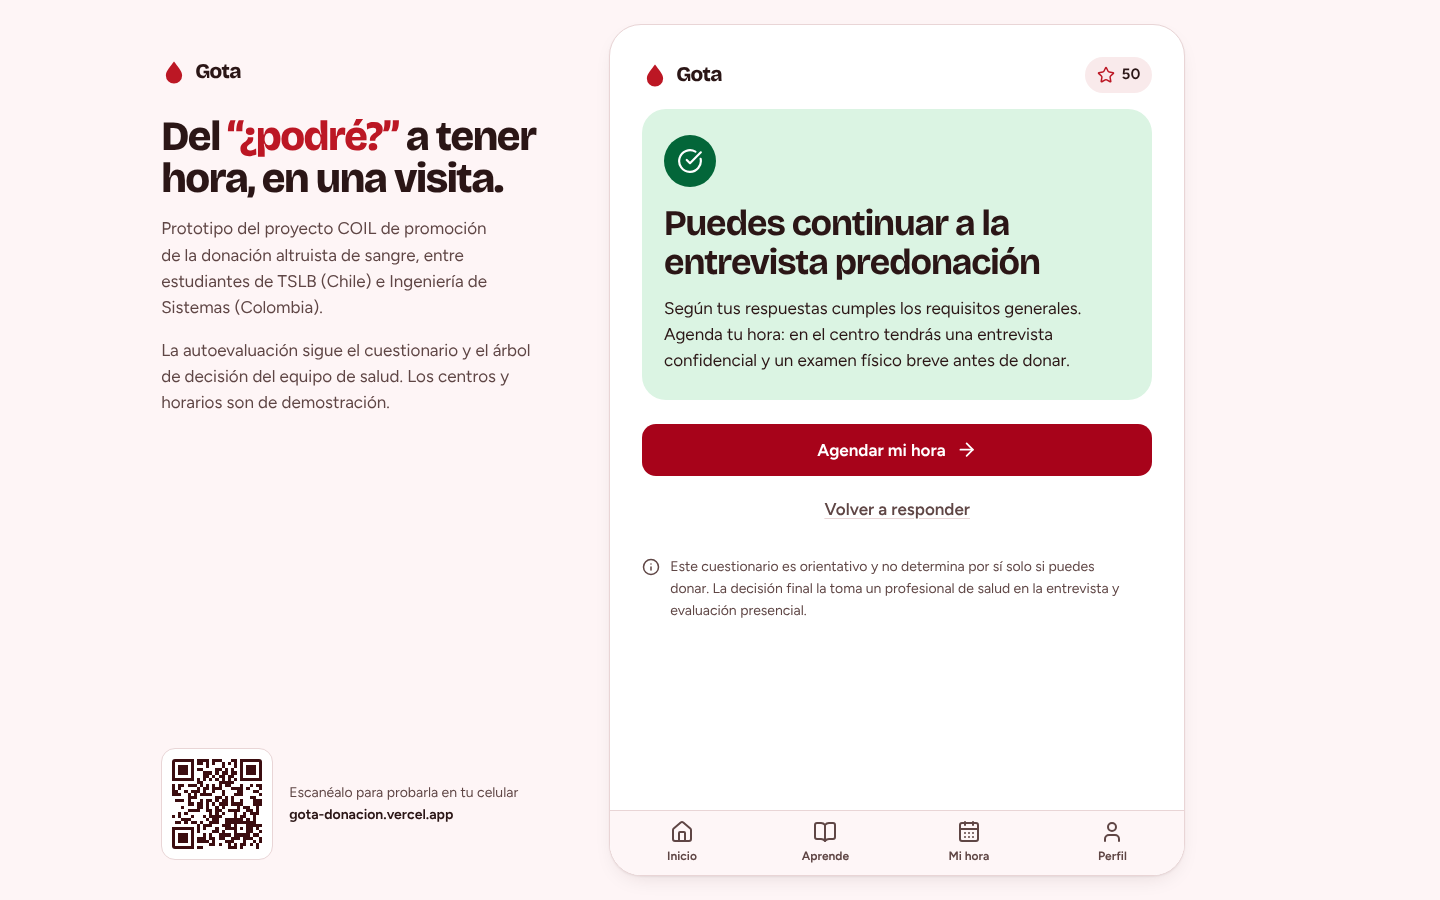 Gota
Del “¿podré?” a tener
hora, en una visita.
Prototipo del proyecto COIL de promoción
de la donación altruista de sangre, entre
estudiantes de TSLB (Chile) e Ingeniería de
Sistemas (Colombia).
La autoevaluación sigue el cuestionario y el árbol
de decisión del equipo de salud. Los centros y
horarios son de demostración.
Escanéalo para probarla en tu celular
gota-donacion.vercel.app
Gota
50
Puedes continuar a la
entrevista predonación
Según tus respuestas cumples los requisitos generales.
Agenda tu hora: en el centro tendrás una entrevista
confidencial y un examen físico breve antes de donar.
Agendar mi hora
Volver a responder
Este cuestionario es orientativo y no determina por sí solo si puedes
donar. La decisión final la toma un profesional de salud en la entrevista y
evaluación presencial.
Inicio
Aprende
Mi hora
Perfil